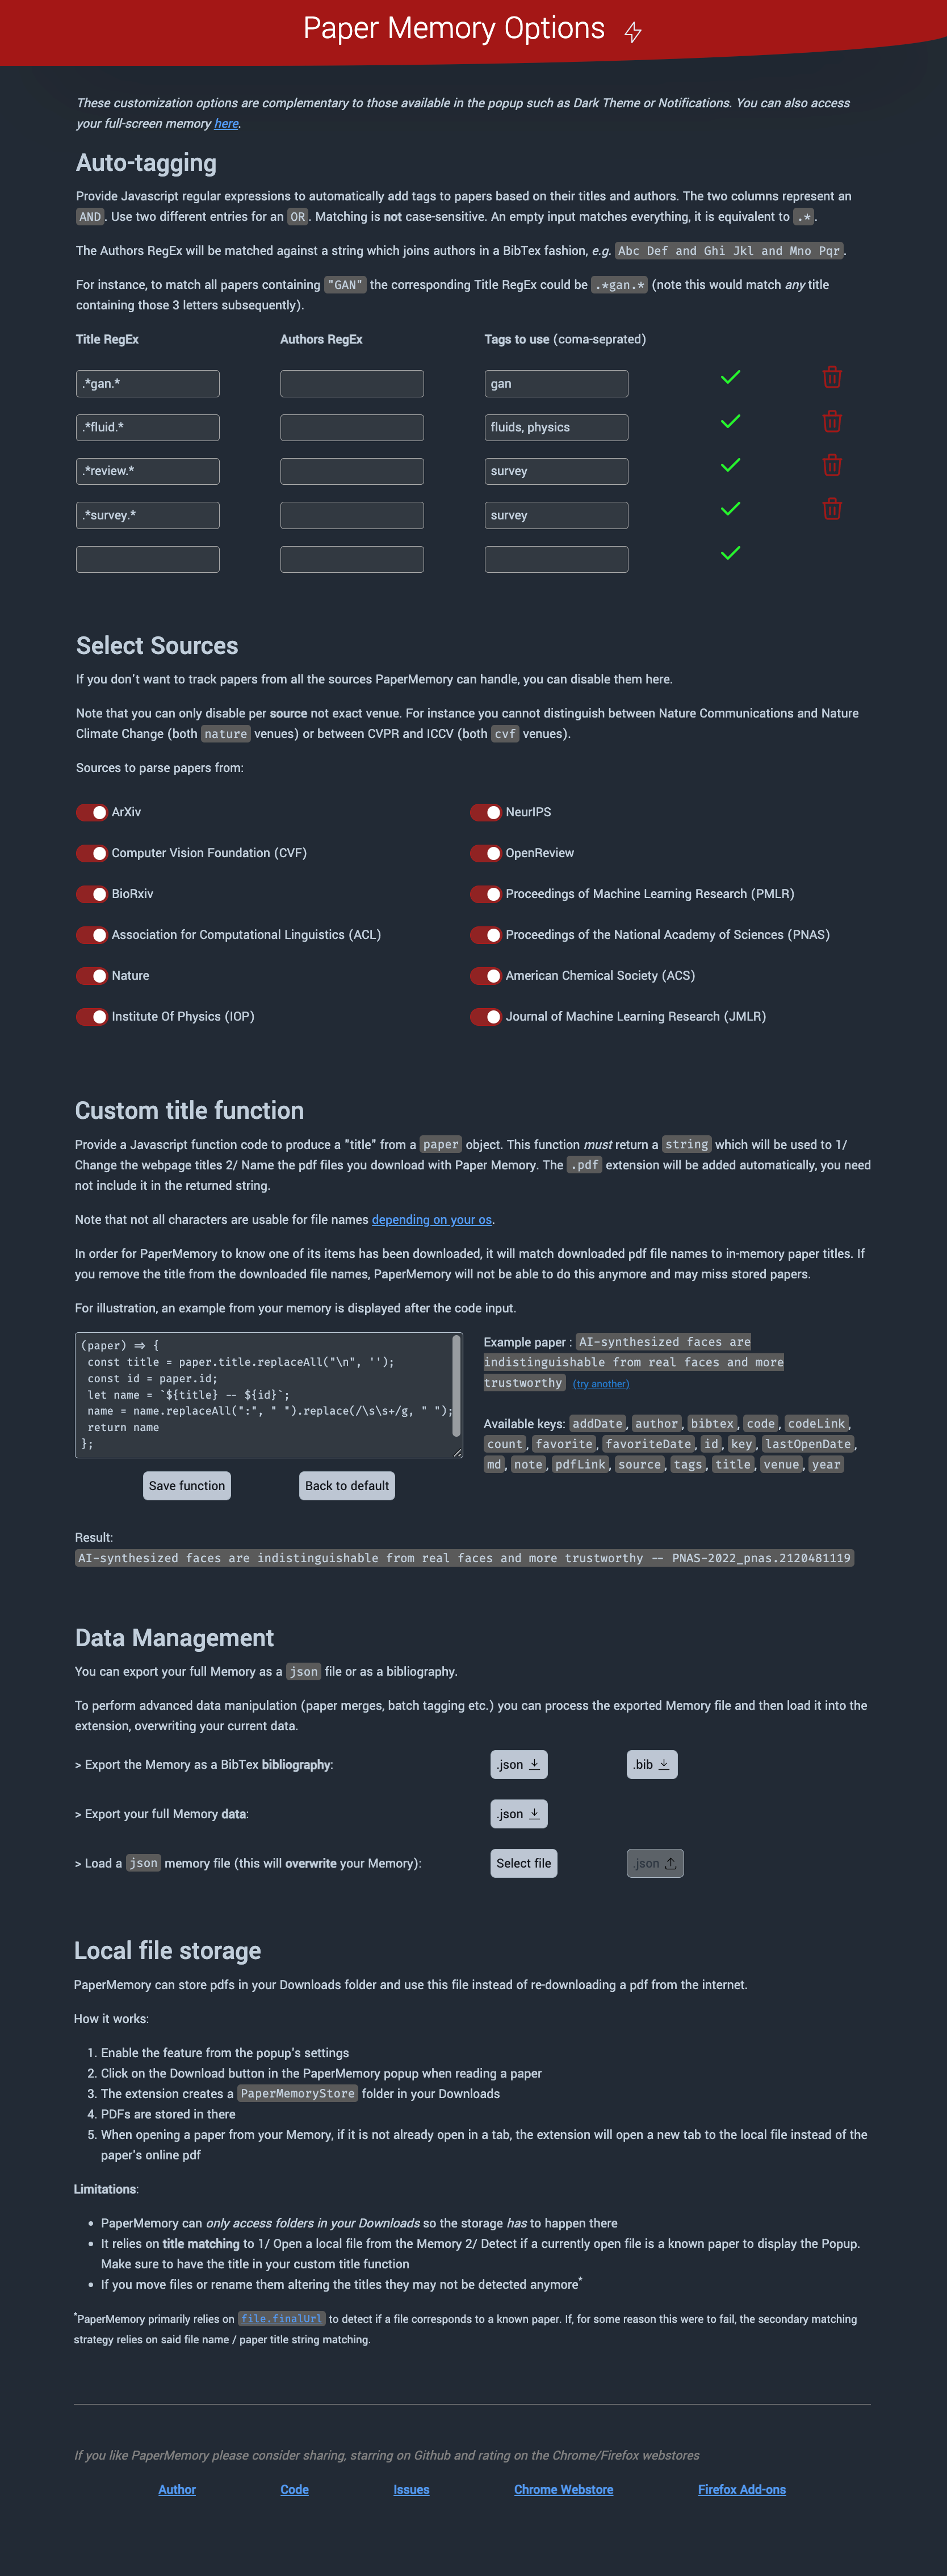 Paper Memory Options
These customization options are complementary to those available in the popup such as Dark Theme or Notifications. You can also access
your full-screen memory here.
Auto-tagging
Provide Javascript regular expressions to automatically add tags to papers based on their titles and authors. The two columns represent an
AND. Use two different entries for an OR. Matching is not case-sensitive. An empty input matches everything, it is equivalent to .*.
The Authors RegEx will be matched against a string which joins authors in a BibTex fashion, e.g. Abc Def and Ghi Jkl and Mno Pqr.
For instance, to match all papers containing "GAN" the corresponding Title RegEx could be .*gan.* (note this would match any title
containing those 3 letters subsequently).
Title RegEx Authors RegEx Tags to use (coma-seprated)
.*gan.* gan
.*fluid.* fluids, physics
.*review.* survey
.*survey.* survey
Select Sources
If you don't want to track papers from all the sources PaperMemory can handle, you can disable them here.
Note that you can only disable per source not exact venue. For instance you cannot distinguish between Nature Communications and Nature
Climate Change (both nature venues) or between CVPR and ICCV (both cvf venues).
Sources to parse papers from:
ArXiv NeurIPS
Computer Vision Foundation (CVF) OpenReview
BioRxiv Proceedings of Machine Learning Research (PMLR)
Association for Computational Linguistics (ACL) Proceedings of the National Academy of Sciences (PNAS)
Nature American Chemical Society (ACS)
Institute Of Physics (IOP) Journal of Machine Learning Research (JMLR)
Custom title function
Provide a Javascript function code to produce a "title" from a paper object. This function must return a string which will be used to 1/
Change the webpage titles 2/ Name the pdf files you download with Paper Memory. The .pdf extension will be added automatically, you need
not include it in the returned string.
Note that not all characters are usable for file names depending on your os.
In order for PaperMemory to know one of its items has been downloaded, it will match downloaded pdf file names to in-memory paper titles. If
you remove the title from the downloaded file names, PaperMemory will not be able to do this anymore and may miss stored papers.
For illustration, an example from your memory is displayed after the code input.
(paper) => {
const title = paper.title.replaceAll("\n", '');
const id = paper.id;
let name = `${title} -- ${id}`;
name = name.replaceAll(":", " ").replace(/\s\s+/g, " ");
return name
};
Save function Back to default
Example paper : AI-synthesized faces are
indistinguishable from real faces and more
trustworthy (try another)
Available keys: addDate, author, bibtex, code, codeLink,
count, favorite, favoriteDate, id, key, lastOpenDate,
md, note, pdfLink, source, tags, title, venue, year
Result:
AI-synthesized faces are indistinguishable from real faces and more trustworthy -- PNAS-2022_pnas.2120481119
Data Management
You can export your full Memory as a json file or as a bibliography.
To perform advanced data manipulation (paper merges, batch tagging etc.) you can process the exported Memory file and then load it into the
extension, overwriting your current data.
> Export the Memory as a BibTex bibliography: .json .bib
> Export your full Memory data: .json
> Load a json memory file (this will overwrite your Memory): Select file .json
Local file storage
PaperMemory can store pdfs in your Downloads folder and use this file instead of re-downloading a pdf from the internet.
How it works:
1. Enable the feature from the popup's settings
2. Click on the Download button in the PaperMemory popup when reading a paper
3. The extension creates a PaperMemoryStore folder in your Downloads
4. PDFs are stored in there
5. When opening a paper from your Memory, if it is not already open in a tab, the extension will open a new tab to the local file instead of the
paper's online pdf
Limitations:
• PaperMemory can only access folders in your Downloads so the storage has to happen there
• It relies on title matching to 1/ Open a local file from the Memory 2/ Detect if a currently open file is a known paper to display the Popup.
Make sure to have the title in your custom title function
• If you move files or rename them altering the titles they may not be detected anymore*
*PaperMemory primarily relies on file.finalUrl to detect if a file corresponds to a known paper. If, for some reason this were to fail, the secondary matching
strategy relies on said file name / paper title string matching.
If you like PaperMemory please consider sharing, starring on Github and rating on the Chrome/Firefox webstores
Author Code Issues Chrome Webstore Firefox Add-ons